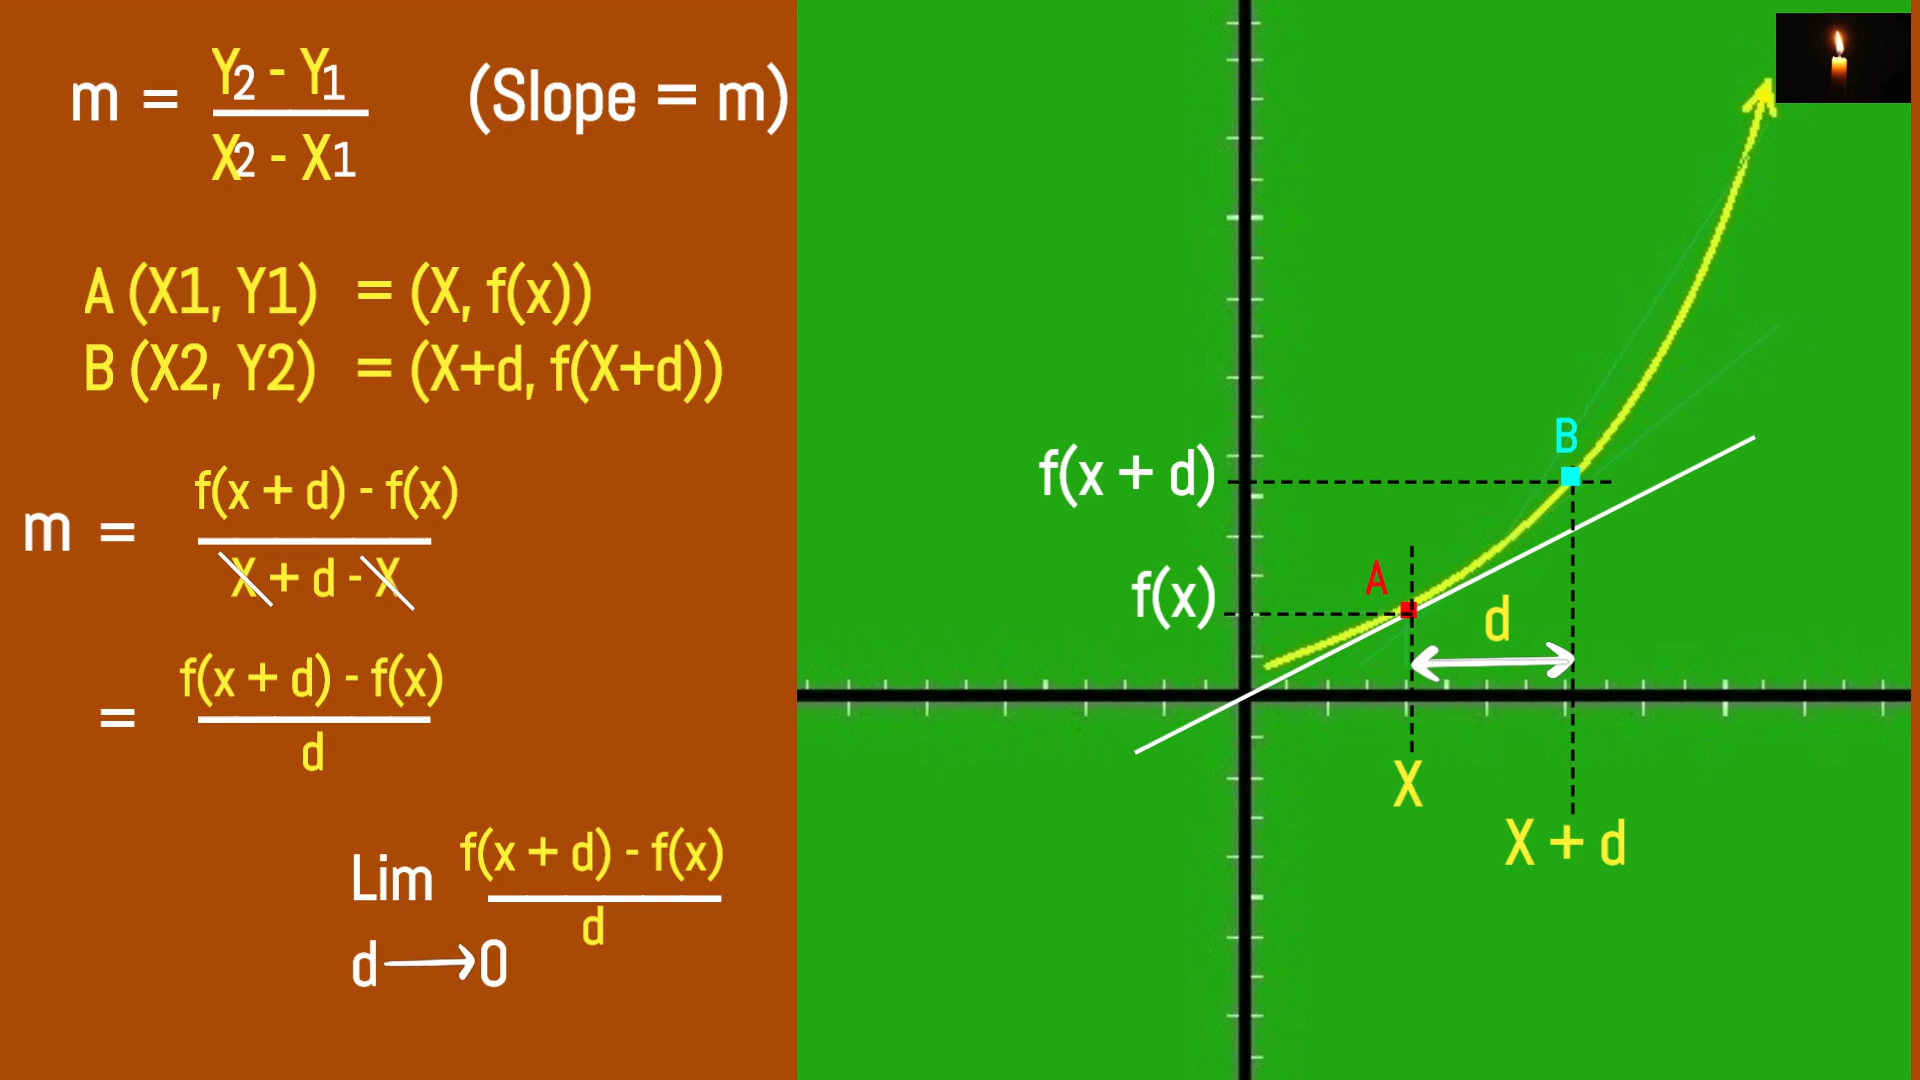 m = Y2 - Y1 (Slope = m)
X2 - X1
A (X1, Y1) = (X, f(x))
B (X2, Y2) = (X+d, f(X+d))
m = f(x + d) - f(x)
X + d - X
= f(x + d) - f(x)
d
Lim f(x + d) - f(x)
d
d→0
B
f(x + d)
A
f(x)
d
X
X + d